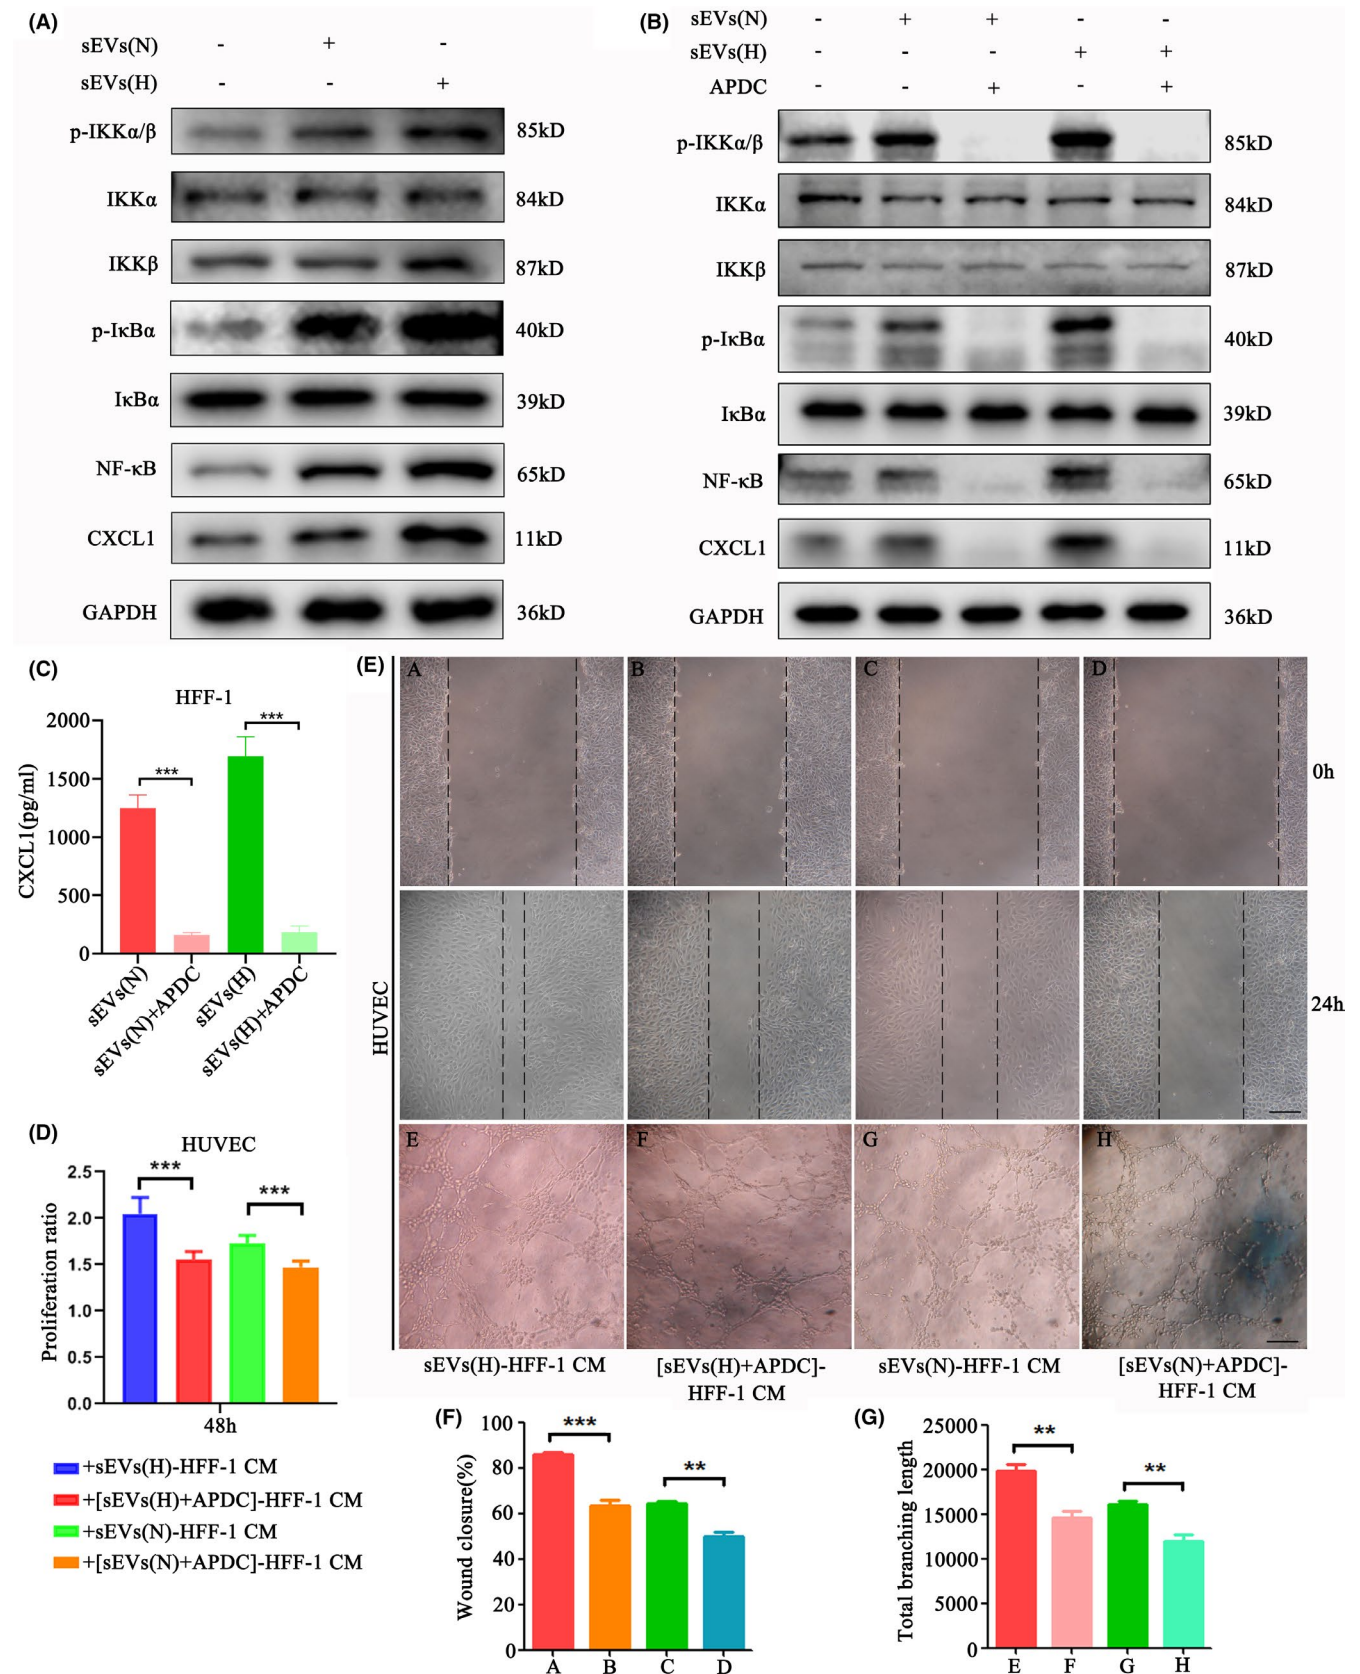 (A)
sEVs(N) - + -
sEVs(H) - - +
p-IKKα/β 85kD
IKKα 84kD
IKKβ 87kD
p-IκBα 40kD
IκBα 39kD
NF-κB 65kD
CXCL1 11kD
GAPDH 36kD
(B)
sEVs(N) - + + - -
sEVs(H) - - - + +
APDC - - + - +
p-IKKα/β 85kD
IKKα 84kD
IKKβ 87kD
p-IκBα 40kD
IκBα 39kD
NF-κB 65kD
CXCL1 11kD
GAPDH 36kD
(C)
HFF-1
CXCL1(pg/ml)
2000
1500
1000
500
0
*** ***
sEVs(N)
sEVs(N)+APDC
sEVs(H)
sEVs(H)+APDC
(D)
HUVEC
Proliferation ratio
2.5
2.0
1.5
1.0
0.5
0.0
*** ***
48h
+sEVs(H)-HFF-1 CM
+[sEVs(H)+APDC]-HFF-1 CM
+sEVs(N)-HFF-1 CM
+[sEVs(N)+APDC]-HFF-1 CM
(E)
HUVEC
A B C D
0h
24h
E F G H
sEVs(H)-HFF-1 CM
[sEVs(H)+APDC]-
HFF-1 CM
sEVs(N)-HFF-1 CM
[sEVs(N)+APDC]-
HFF-1 CM
(F)
Wound closure(%)
100
80
60
40
20
0
*** **
A B C D
(G)
Total branching length
25000
20000
15000
10000
5000
0
** **
E F G H